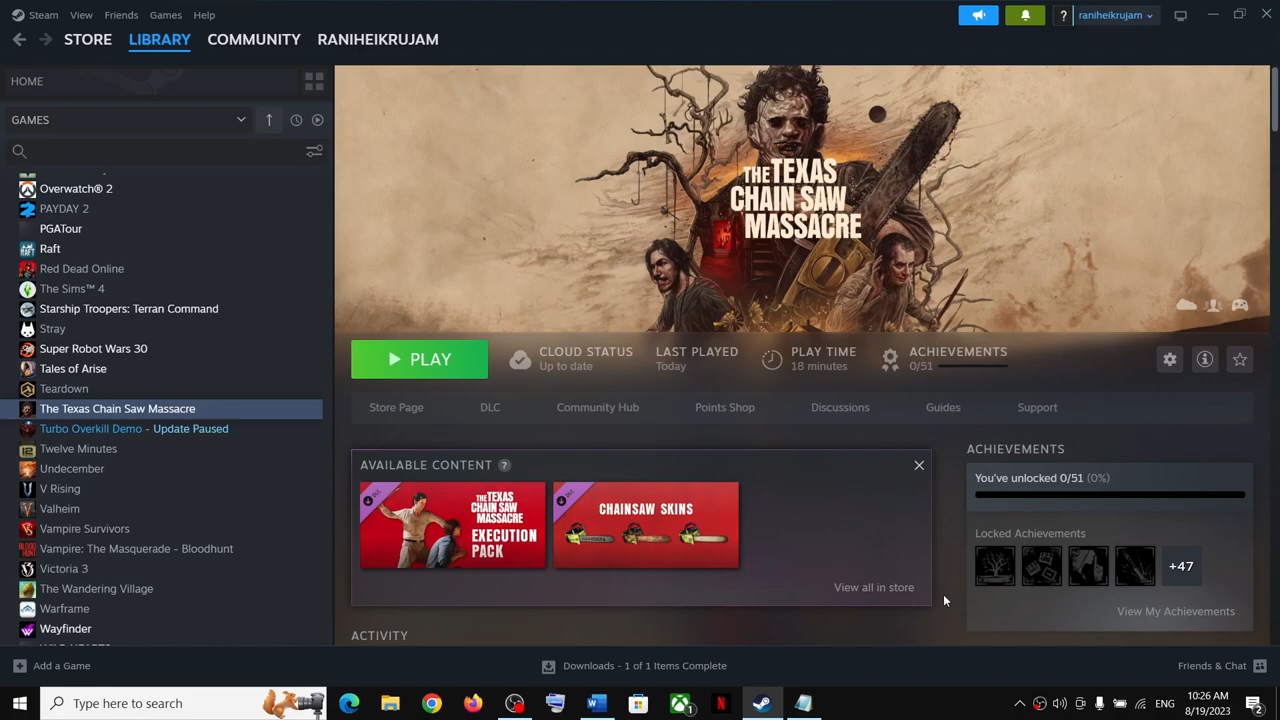 Steam View Friends Games Help
raniheikrujam
STORE LIBRARY COMMUNITY RANIHEIKRUJAM
HOME
GAMES
Overwatch® 2
PAYDAY 2
PGATour
Raft
Red Dead Online
The Sims™ 4
Starship Troopers: Terran Command
Stray
Super Robot Wars 30
Tales of Arise
Teardown
The Texas Chain Saw Massacre
Turbo Overkill Demo - Update Paused
Twelve Minutes
Undecember
V Rising
Valheim
Vampire Survivors
Vampire: The Masquerade - Bloodhunt
Victoria 3
The Wandering Village
Warframe
Wayfinder
THE TEXAS
CHAIN SAW
MASSACRE
PLAY
CLOUD STATUS
Up to date
LAST PLAYED
Today
PLAY TIME
18 minutes
ACHIEVEMENTS
0/51
Store Page DLC Community Hub Points Shop Discussions Guides Support
AVAILABLE CONTENT ?
DLC
THE TEXAS
CHAIN SAW
MASSACRE
EXECUTION
PACK
DLC
CHAINSAW SKINS
View all in store
ACTIVITY
ACHIEVEMENTS
You've unlocked 0/51 (0%)
Locked Achievements
+47
View My Achievements
Add a Game
Downloads - 1 of 1 Items Complete
Friends & Chat
Type here to search
1
ENG
10:26 AM
8/19/2023
2